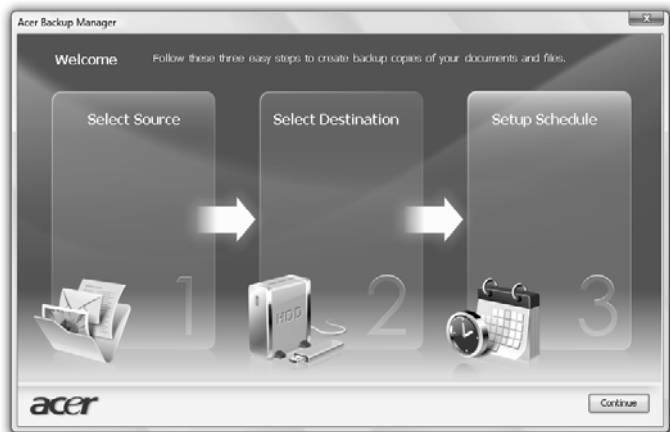 Acer Backup Manager
Welcome
Follow these three easy steps to create backup copies of your documents and files.
Select Source
Select Destination
Setup Schedule
1
HDD
2
3
acer
Continue